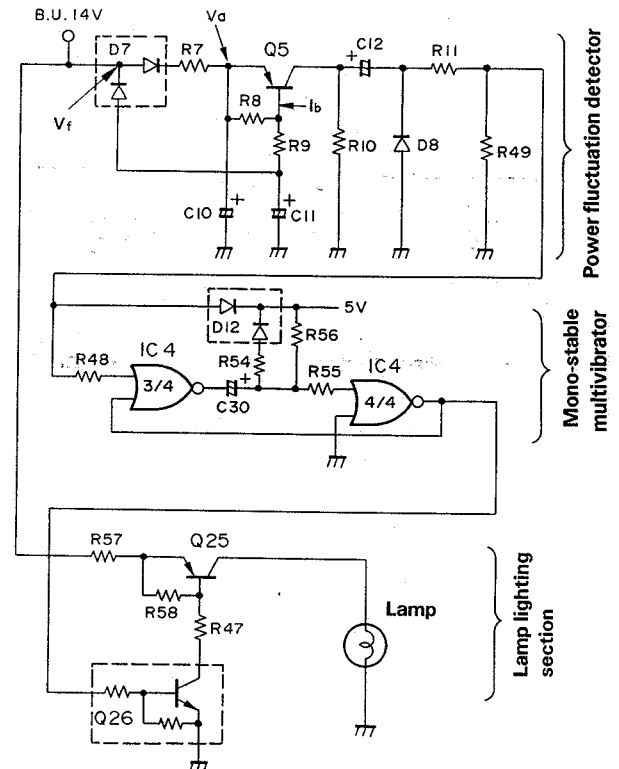 B.U. 14V
Va
D7
R7
Q5
C12
R11
Vf
R8
Ib
R9
R10
D8
R49
C10
C11
Power fluctuation detector
5V
D12
R56
R48
IC 4
R54
R55
IC4
3/4
C30
4/4
Mono-stable
multivibrator
R57
Q25
R58
R47
Lamp
Q26
Lamp lighting
section